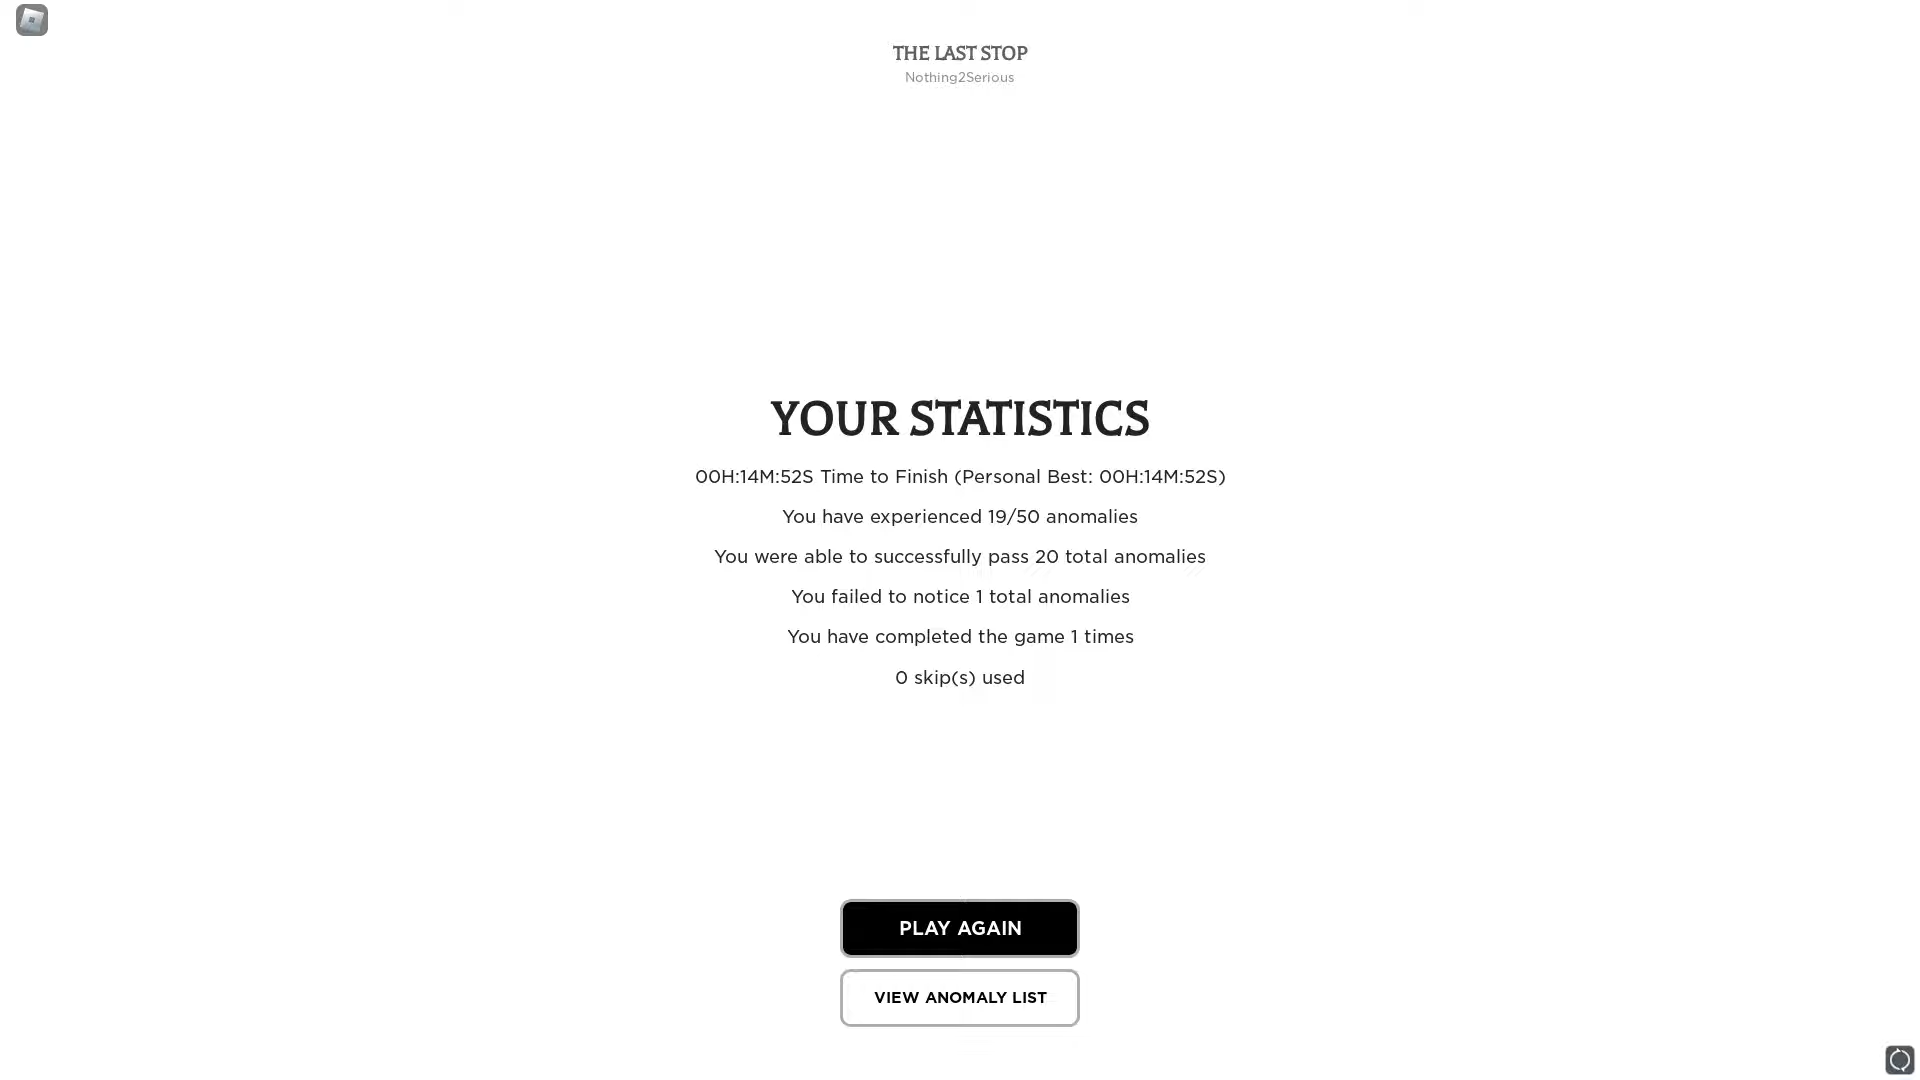 THE LAST STOP
Nothing2Serious
YOUR STATISTICS
00H:14M:52S Time to Finish (Personal Best: 00H:14M:52S)
You have experienced 19/50 anomalies
You were able to successfully pass 20 total anomalies
You failed to notice 1 total anomalies
You have completed the game 1 times
0 skip(s) used
PLAY AGAIN
VIEW ANOMALY LIST